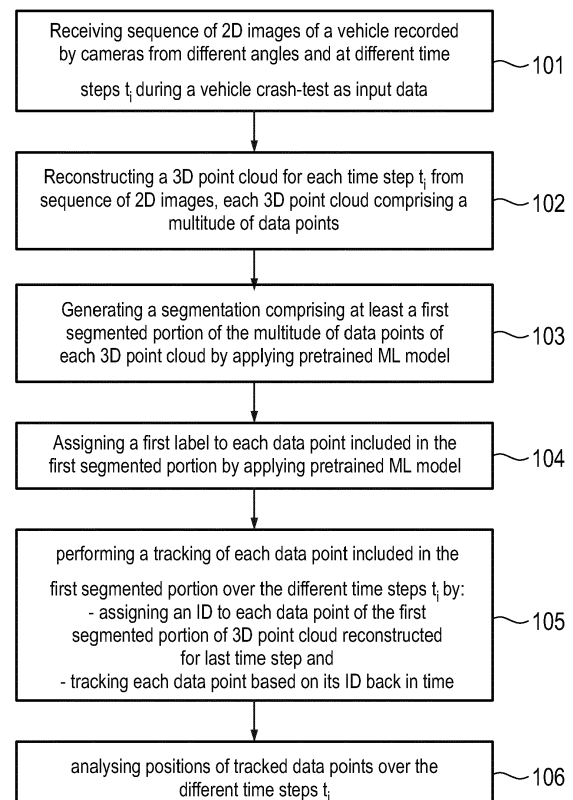 Receiving sequence of 2D images of a vehicle recorded
by cameras from different angles and at different time
steps ti during a vehicle crash-test as input data
101
Reconstructing a 3D point cloud for each time step ti from
sequence of 2D images, each 3D point cloud comprising a
multitude of data points
102
Generating a segmentation comprising at least a first
segmented portion of the multitude of data points of
each 3D point cloud by applying pretrained ML model
103
Assigning a first label to each data point included in the
first segmented portion by applying pretrained ML model
104
performing a tracking of each data point included in the
first segmented portion over the different time steps ti by:
- assigning an ID to each data point of the first
segmented portion of 3D point cloud reconstructed
for last time step and
- tracking each data point based on its ID back in time
105
analysing positions of tracked data points over the
different time steps ti
106